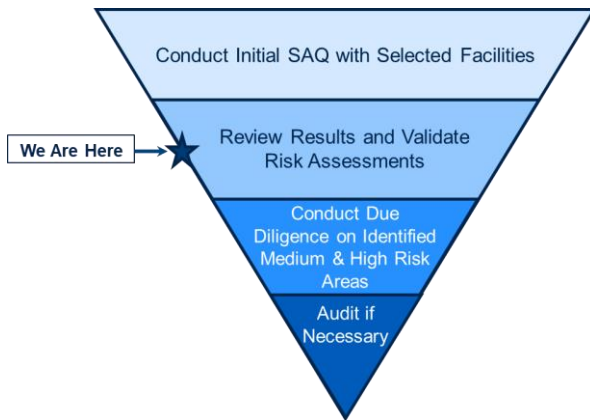 Conduct Initial SAQ with Selected Facilities
We Are Here
Review Results and Validate
Risk Assessments
Conduct Due
Diligence on Identified
Medium & High Risk
Areas
Audit if
Necessary